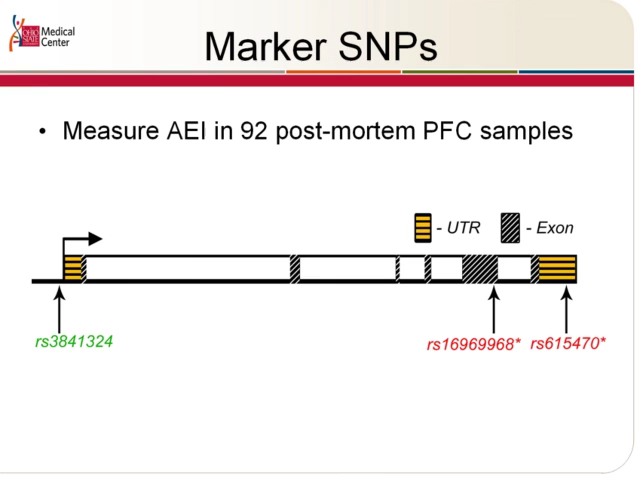 OHIO
STATE
Medical
Center
Marker SNPs
• Measure AEI in 92 post-mortem PFC samples
- UTR
- Exon
rs3841324
rs16969968*
rs615470*